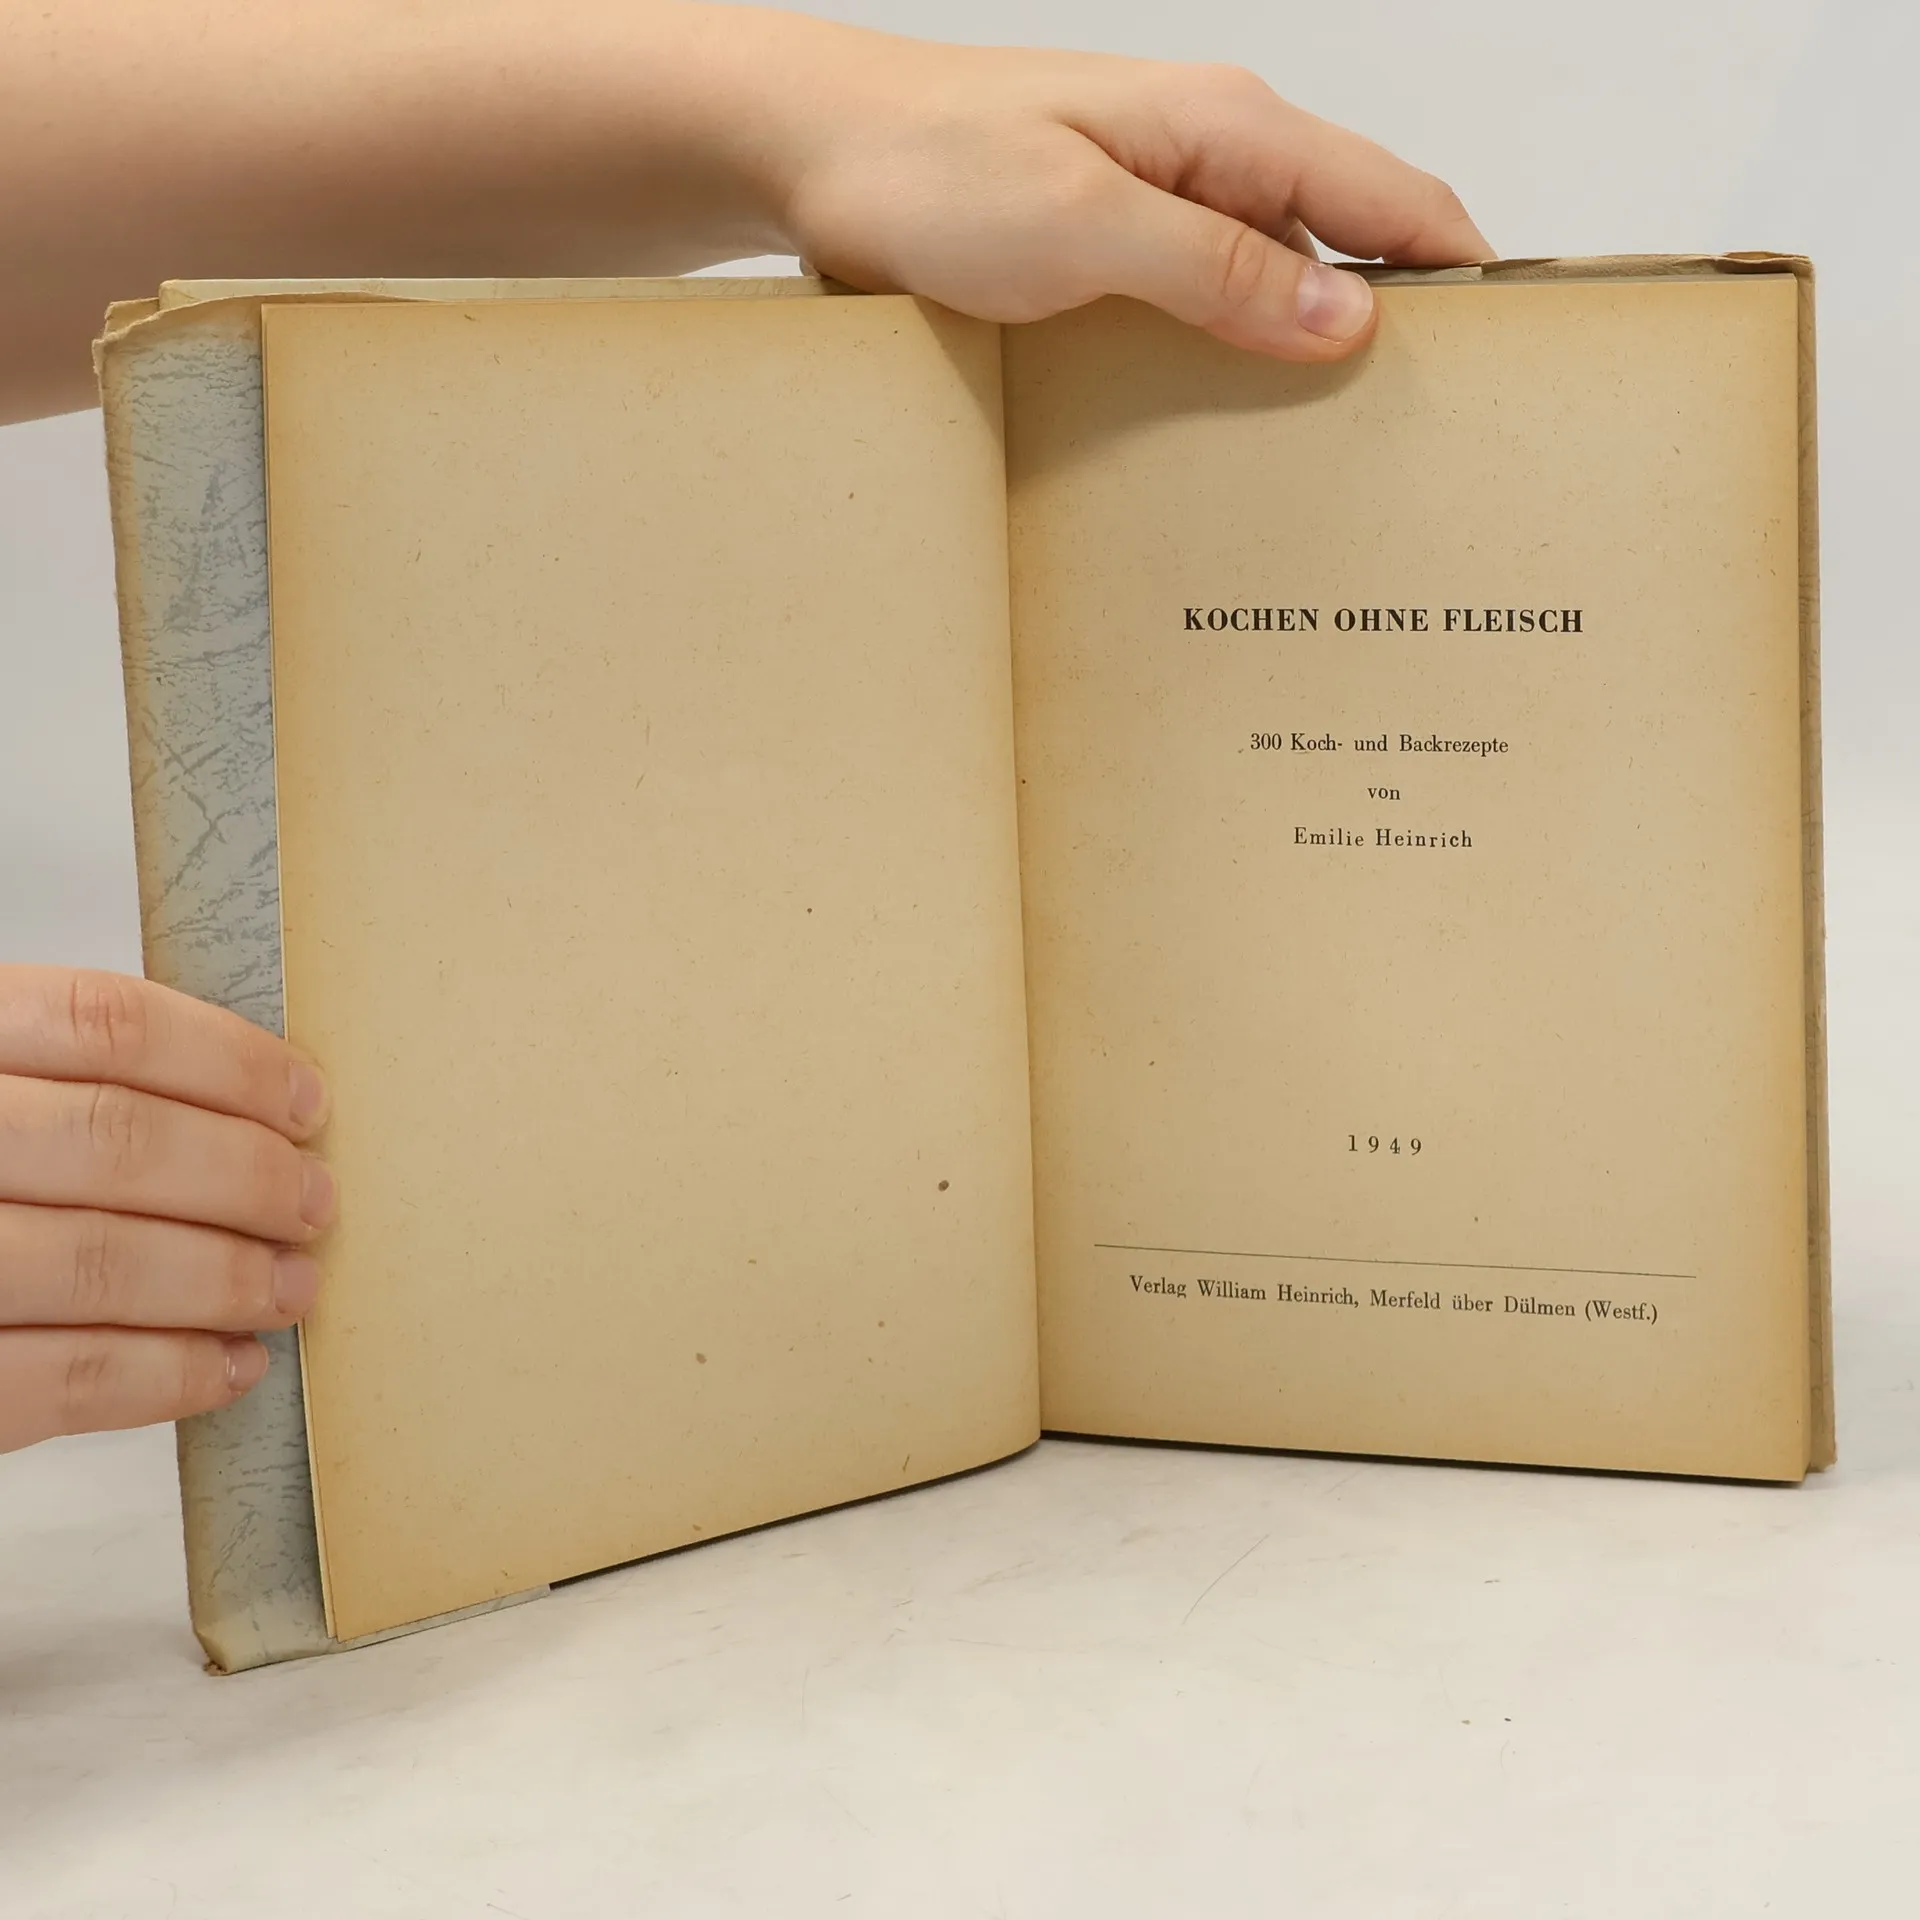 KOCHEN OHNE FLEISCH
300 Koch- und Backrezepte
von
Emilie Heinrich
1949
Verlag William Heinrich, Merfeld über Dülmen (Westf.)